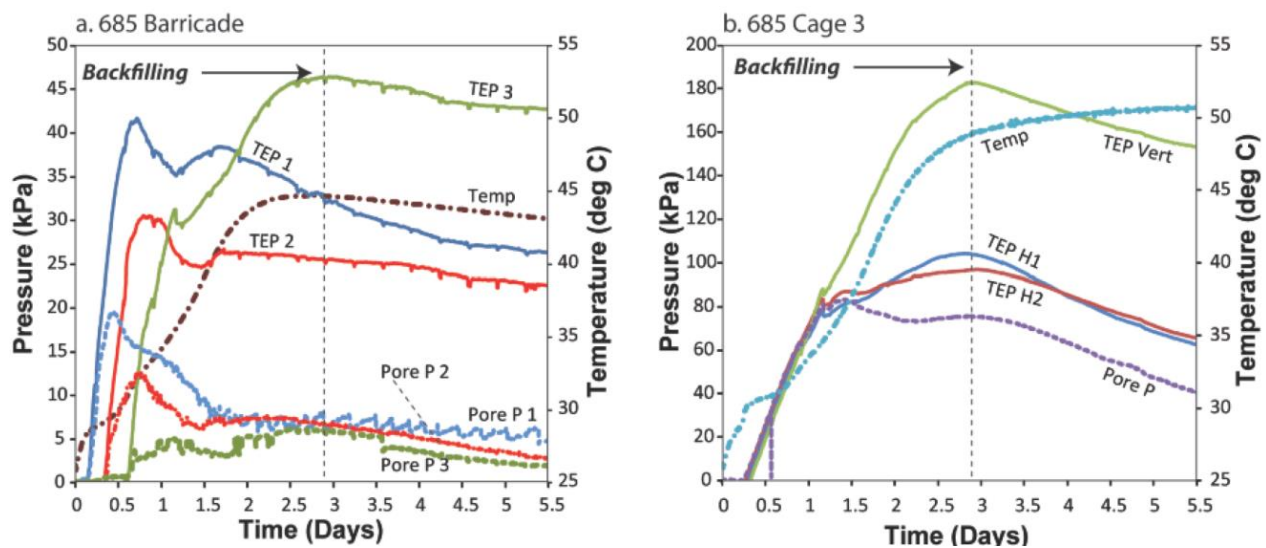 a. 685 Barricade
50
45
40
35
30
25
20
15
10
5
0
Pressure (kPa)
Backfilling
TEP 3
TEP 1
Temp
TEP 2
Pore P 2
Pore P 1
Pore P 3
55
50
45
40
35
30
25
Temperature (deg C)
0 0.5 1 1.5 2 2.5 3 3.5 4 4.5 5 5.5
Time (Days)
b. 685 Cage 3
200
180
160
140
120
100
80
60
40
20
0
Pressure (kPa)
Backfilling
Temp
TEP Vert
TEP H1
TEP H2
Pore P
55
50
45
40
35
30
25
Temperature (deg C)
0 0.5 1 1.5 2 2.5 3 3.5 4 4.5 5 5.5
Time (Days)